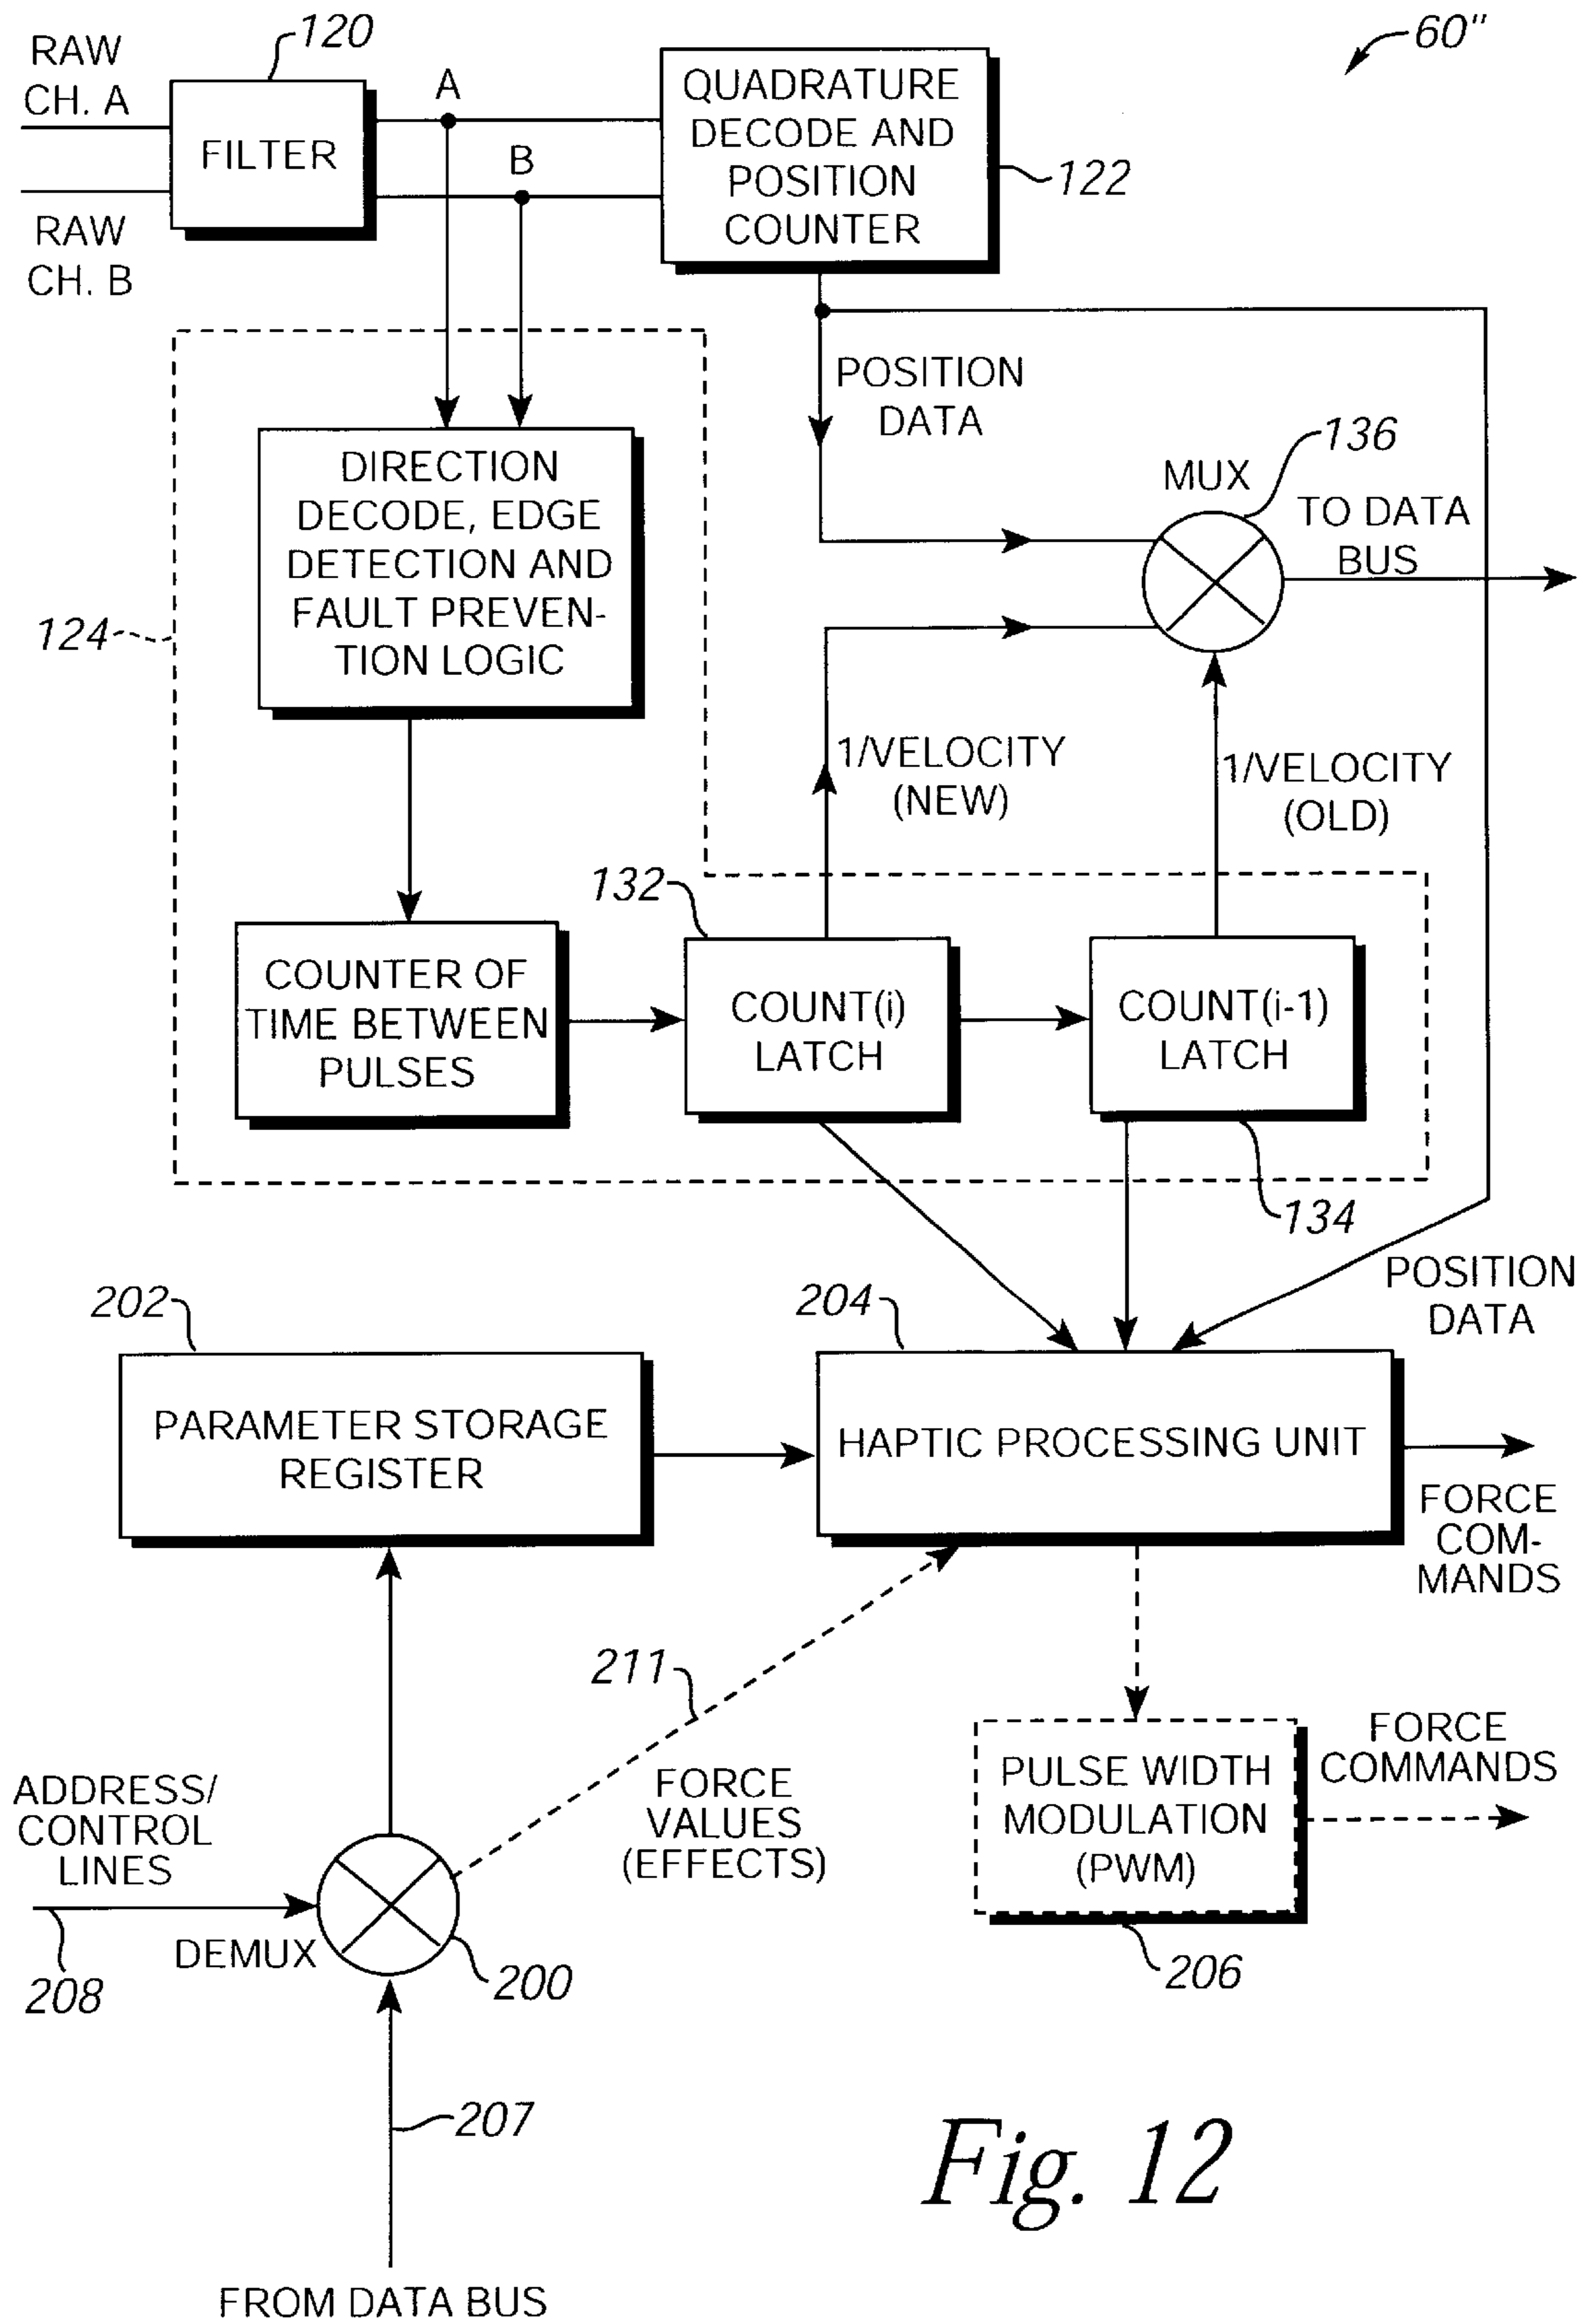 60"
120
RAW
CH. A
FILTER
RAW
CH. B
A
B
QUADRATURE
DECODE AND
POSITION
COUNTER
122
POSITION
DATA
136
MUX
TO DATA
BUS
DIRECTION
DECODE, EDGE
DETECTION AND
FAULT PREVEN-
TION LOGIC
124
1/VELOCITY
(NEW)
1/VELOCITY
(OLD)
132
COUNTER OF
TIME BETWEEN
PULSES
COUNT(i)
LATCH
COUNT(i-1)
LATCH
134
POSITION
DATA
202
204
PARAMETER STORAGE
REGISTER
HAPTIC PROCESSING UNIT
FORCE
COM-
MANDS
211
FORCE
VALUES
(EFFECTS)
PULSE WIDTH
MODULATION
(PWM)
FORCE
COMMANDS
206
ADDRESS/
CONTROL
LINES
208
DEMUX
200
207
FROM DATA BUS
Fig. 12